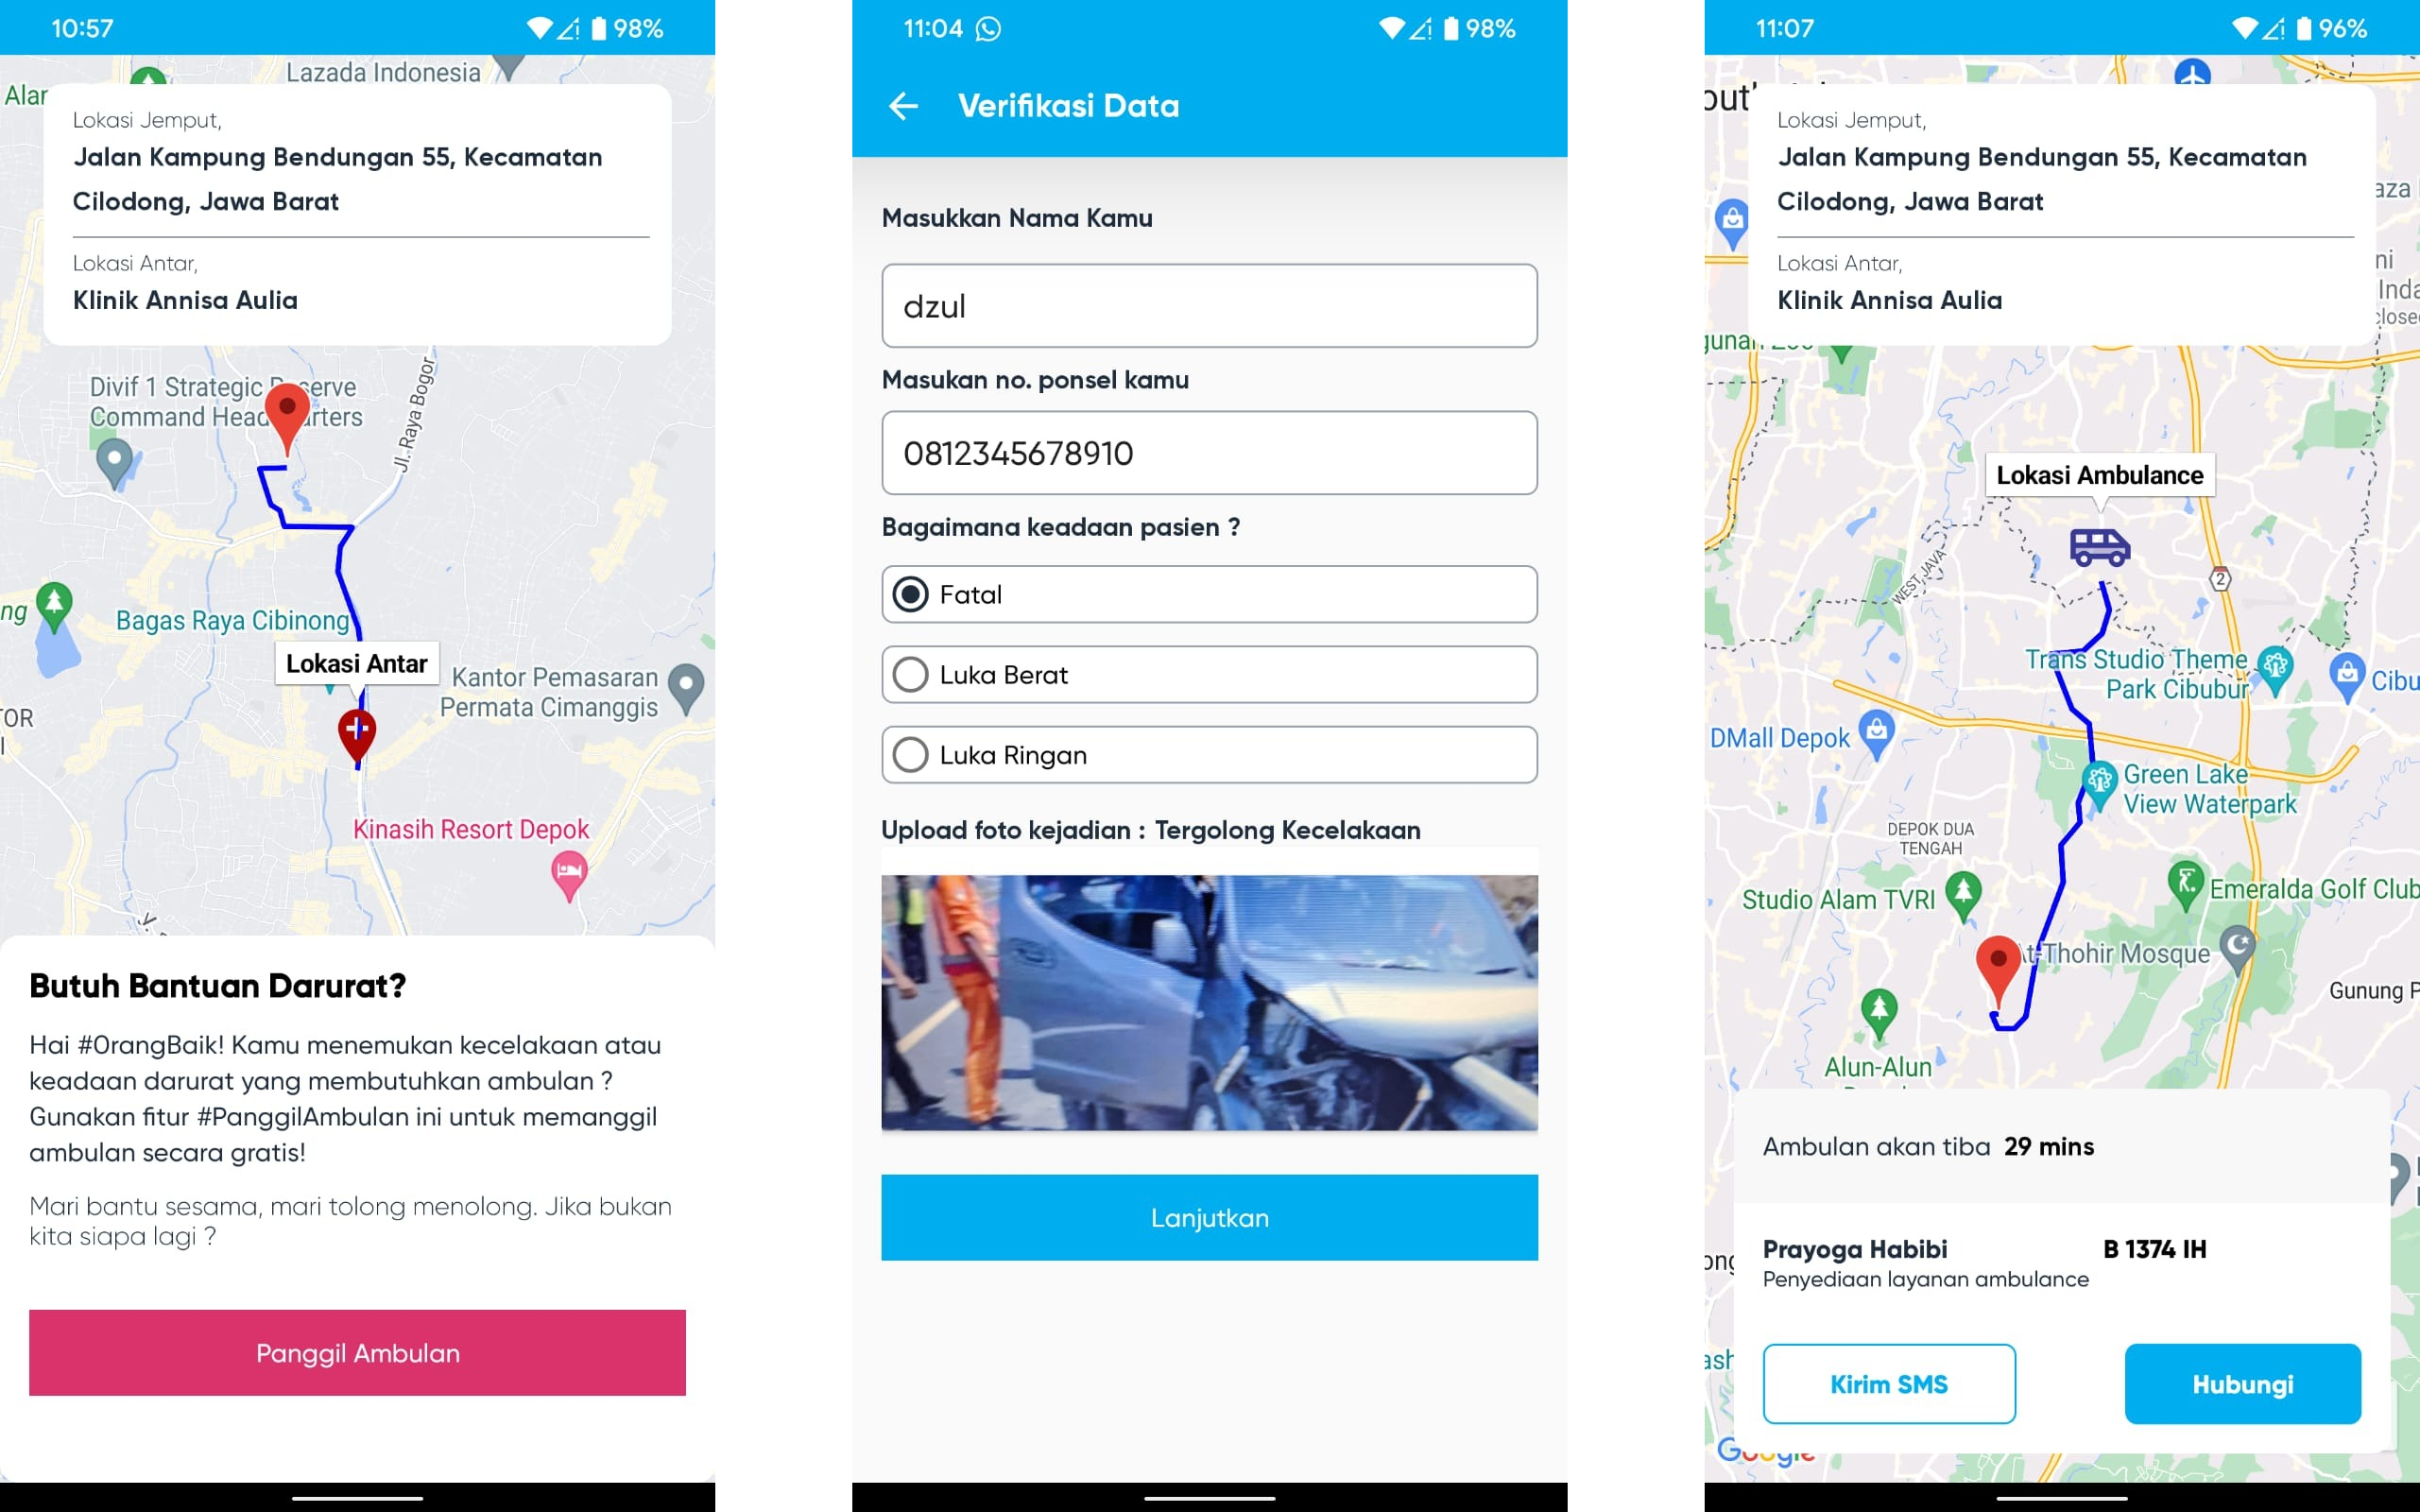 10:57
98%
Lazada Indonesia
Alar
Lokasi Jemput,
Jalan Kampung Bendungan 55, Kecamatan
Cilodong, Jawa Barat
Lokasi Antar,
Klinik Annisa Aulia
Divif 1 Strategic
Command
Jl. Raya Bogor
ng
Bagas Raya Cibinong
Lokasi Antar
Kantor Pemasaran
Permata Cimanggis
Kinasih Resort Depok
Butuh Bantuan Darurat?
Hai #OrangBaik! Kamu menemukan kecelakaan atau
keadaan darurat yang membutuhkan ambulan ?
Gunakan fitur #PanggilAmbulan ini untuk memanggil
ambulan secara gratis!
Mari bantu sesama, mari tolong menolong. Jika bukan
kita siapa lagi ?
Panggil Ambulan
11:04
98%
Verifikasi Data
Masukkan Nama Kamu
dzul
Masukan no. ponsel kamu
0812345678910
Bagaimana keadaan pasien ?
Fatal
Luka Berat
Luka Ringan
Upload foto kejadian : Tergolong Kecelakaan
Lanjutkan
11:07
96%
Lokasi Jemput,
Jalan Kampung Bendungan 55, Kecamatan
Cilodong, Jawa Barat
Lokasi Antar,
Klinik Annisa Aulia
Lokasi Ambulance
2
WEST JAVA
Trans Studio Theme
Park Cibubur
Cibu
DMall Depok
Green Lake
View Waterpark
DEPOK DUA
TENGAH
Studio Alam TVRI
Emeralda Golf Club
At-Thohir Mosque
Gunung P
Alun-Alun
Ambulan akan tiba 29 mins
Prayoga Habibi
B 1374 IH
Penyediaan layanan ambulance
Kirim SMS
Hubungi
Google